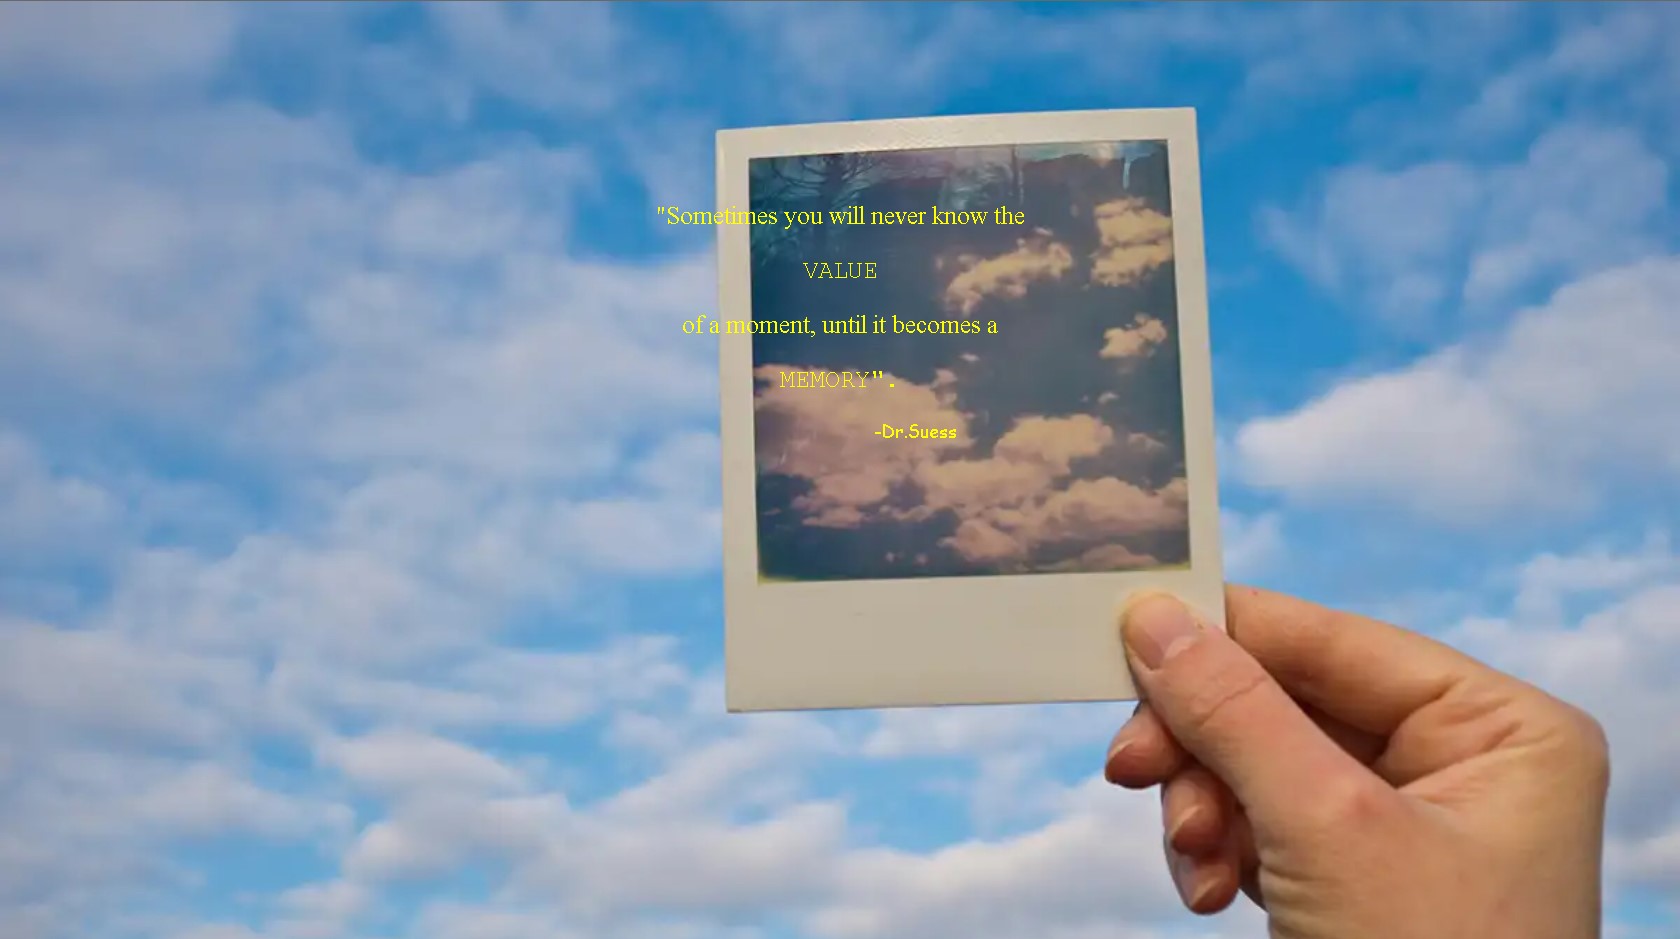 "Sometimes you will never know the
VALUE
of a moment, until it becomes a
MEMORY".
-Dr.Suess